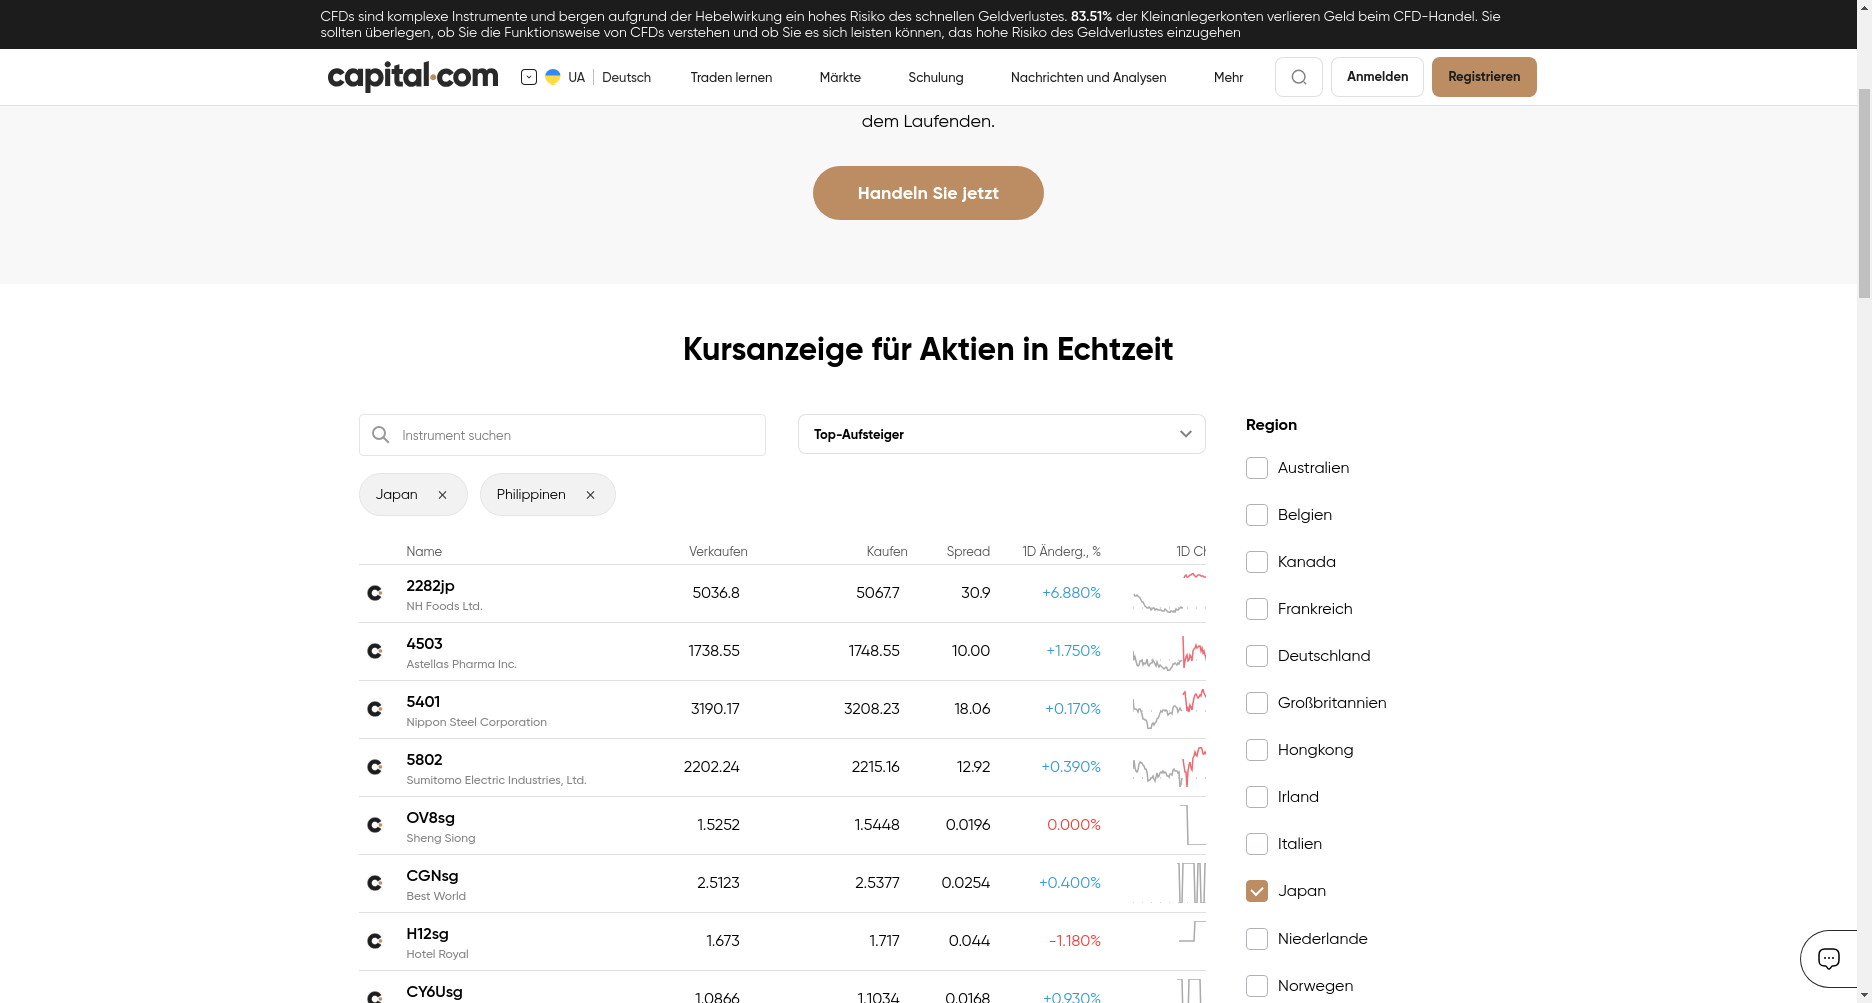 CFDs sind komplexe Instrumente und bergen aufgrund der Hebelwirkung ein hohes Risiko des schnellen Geldverlustes. 83.51% der Kleinanlegerkonten verlieren Geld beim CFD-Handel. Sie
sollten überlegen, ob Sie die Funktionsweise von CFDs verstehen und ob Sie es sich leisten können, das hohe Risiko des Geldverlustes einzugehen
capital.com UA Deutsch Traden lernen Märkte Schulung Nachrichten und Analysen Mehr Anmelden Registrieren
dem Laufenden.
Handeln Sie jetzt
Kursanzeige für Aktien in Echtzeit
Instrument suchen
Top-Aufsteiger
Japan Philippinen
Name Verkaufen Kaufen Spread 1D Änderg., % 1D Ch
2282jp 5036.8 5067.7 30.9 +6.880%
NH Foods Ltd.
4503 1738.55 1748.55 10.00 +1.750%
Astellas Pharma Inc.
5401 3190.17 3208.23 18.06 +0.170%
Nippon Steel Corporation
5802 2202.24 2215.16 12.92 +0.390%
Sumitomo Electric Industries, Ltd.
OV8sg 1.5252 1.5448 0.0196 0.000%
Sheng Siong
CGNsg 2.5123 2.5377 0.0254 +0.400%
Best World
H12sg 1.673 1.717 0.044 -1.180%
Hotel Royal
CY6Usg 1.0866 1.1034 0.0168 +0.930%
Region
Australien
Belgien
Kanada
Frankreich
Deutschland
Großbritannien
Hongkong
Irland
Italien
Japan
Niederlande
Norwegen